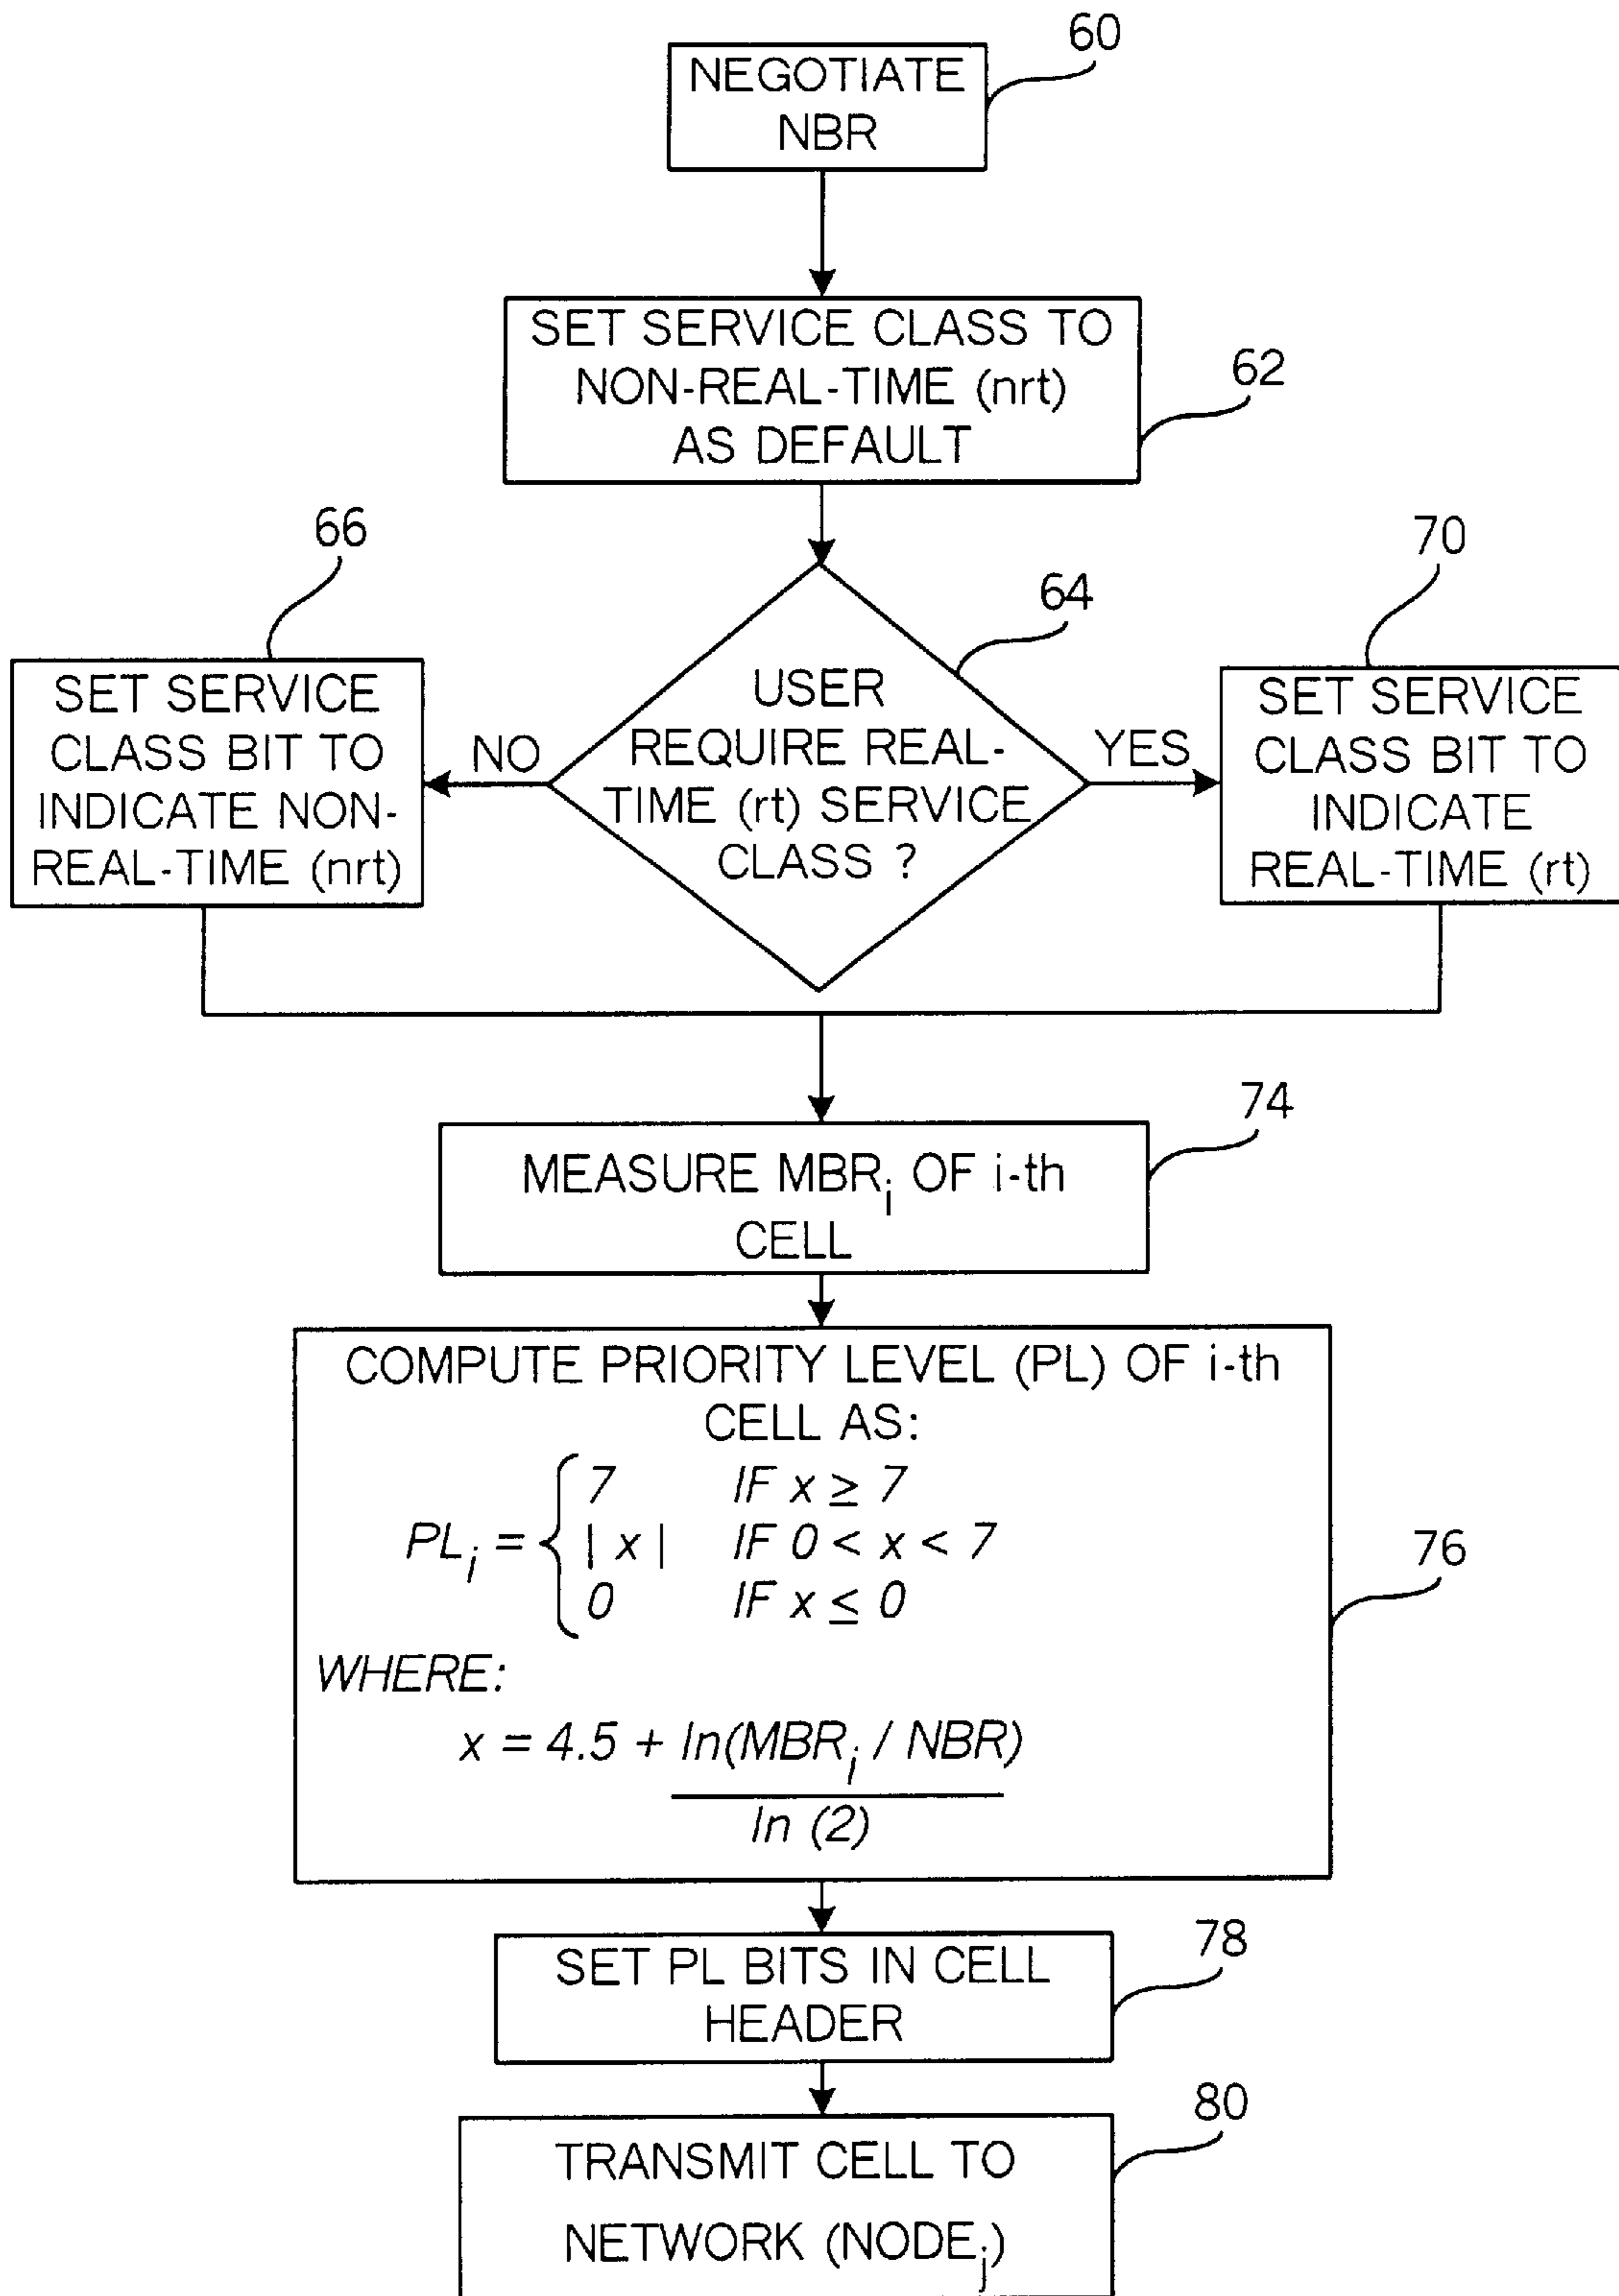 60
NEGOTIATE
NBR
SET SERVICE CLASS TO
NON-REAL-TIME (nrt)
AS DEFAULT
62
66
70
64
SET SERVICE
CLASS BIT TO
INDICATE NON-
REAL-TIME (nrt)
NO
USER
REQUIRE REAL-
TIME (rt) SERVICE
CLASS ?
YES
SET SERVICE
CLASS BIT TO
INDICATE
REAL-TIME (rt)
74
MEASURE MBR_i OF i-th
CELL
COMPUTE PRIORITY LEVEL (PL) OF i-th
CELL AS:
7 IF x ≥ 7
PL_i = { | x | IF 0 < x < 7
0 IF x ≤ 0
76
WHERE:
x = 4.5 + ln(MBR_i / NBR)
ln (2)
78
SET PL BITS IN CELL
HEADER
80
TRANSMIT CELL TO
NETWORK (NODE_j)